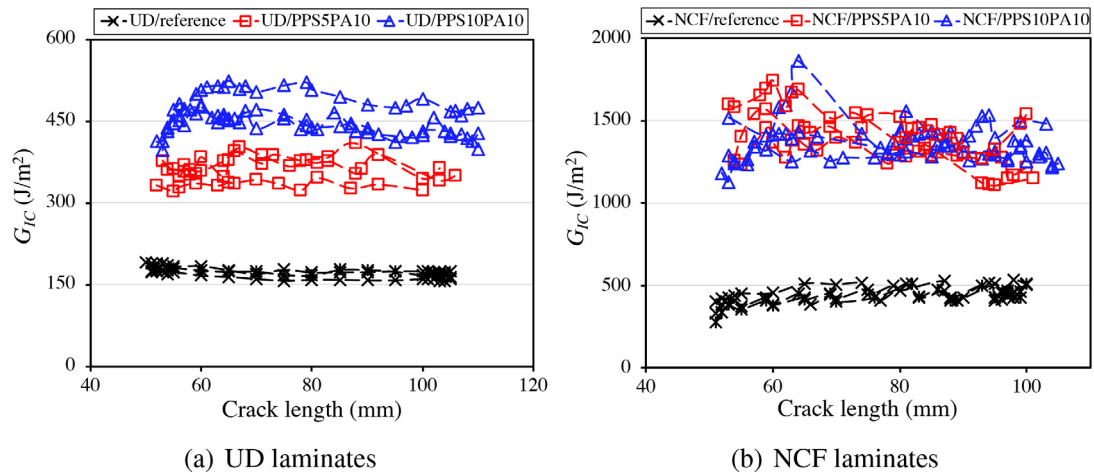 UD/reference UD/PPS5PA10 UD/PPS10PA10
600
450
300
150
0
G_IC (J/m²)
40 60 80 100 120
Crack length (mm)
(a) UD laminates
NCF/reference NCF/PPS5PA10 NCF/PPS10PA10
2000
1500
1000
500
0
G_IC (J/m²)
40 60 80 100
Crack length (mm)
(b) NCF laminates